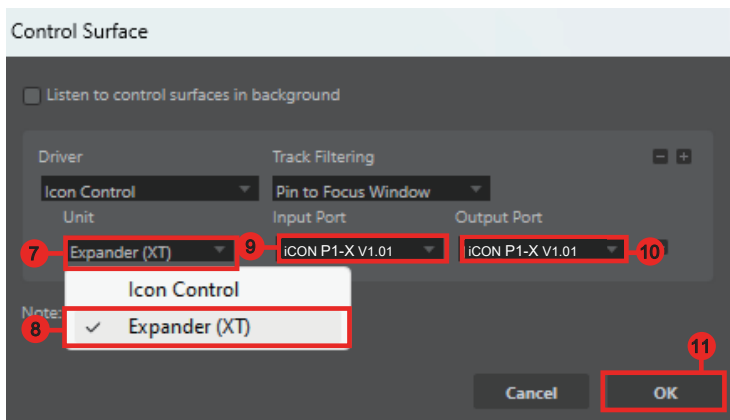 Control Surface
Listen to control surfaces in background
Driver Track Filtering
Icon Control Pin to Focus Window
Unit Input Port Output Port
7 Expander (XT) 9 iCON P1-X V1.01 iCON P1-X V1.01 10
Icon Control
Note:
8 ✓ Expander (XT)
11
Cancel OK